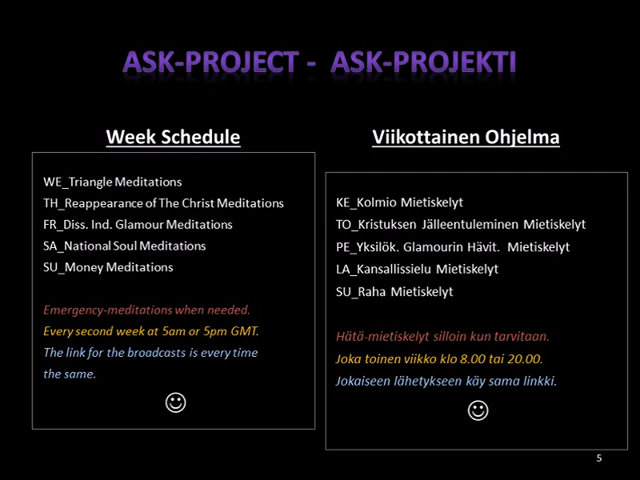 ASK-PROJECT - ASK-PROJEKTI
Week Schedule
WE_Triangle Meditations
TH_Reappearance of The Christ Meditations
FR_Diss. Ind. Glamour Meditations
SA_National Soul Meditations
SU_Money Meditations
Emergency-meditations when needed.
Every second week at 5am or 5pm GMT.
The link for the broadcasts is every time
the same.
☺
Viikottainen Ohjelma
KE_Kolmio Mietiskelyt
TO_Kristuksen Jälleentuleminen Mietiskelyt
PE_Yksilök. Glamourin Hävit. Mietiskelyt
LA_Kansallissielu Mietiskelyt
SU_Raha Mietiskelyt
Hätä-mietiskelyt silloin kun tarvitaan.
Joka toinen viikko klo 8.00 tai 20.00.
Jokaiseen lähetykseen käy sama linkki.
☺
5